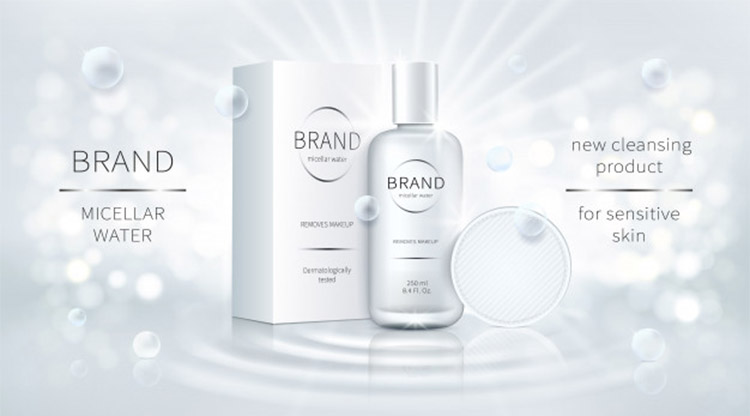 BRAND
MICELLAR
WATER
BRAND
micellar water
REMOVES MAKEUP
Dermatologically
tested
BRAND
micellar water
REMOVES MAKEUP
250 ml
8.4 Fl. Oz.
new cleansing
product
for sensitive
skin